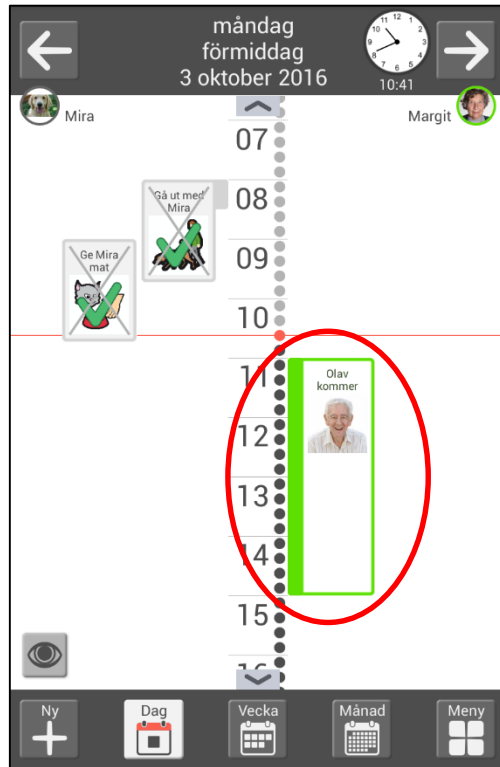 måndag
förmiddag
3 oktober 2016
10:41
Mira
Margit
07
08
09
10
11
12
13
14
15
16
Gå ut med
Mira
Ge Mira
mat
Olav
kommer
Ny
Dag
Vecka
Månad
Meny